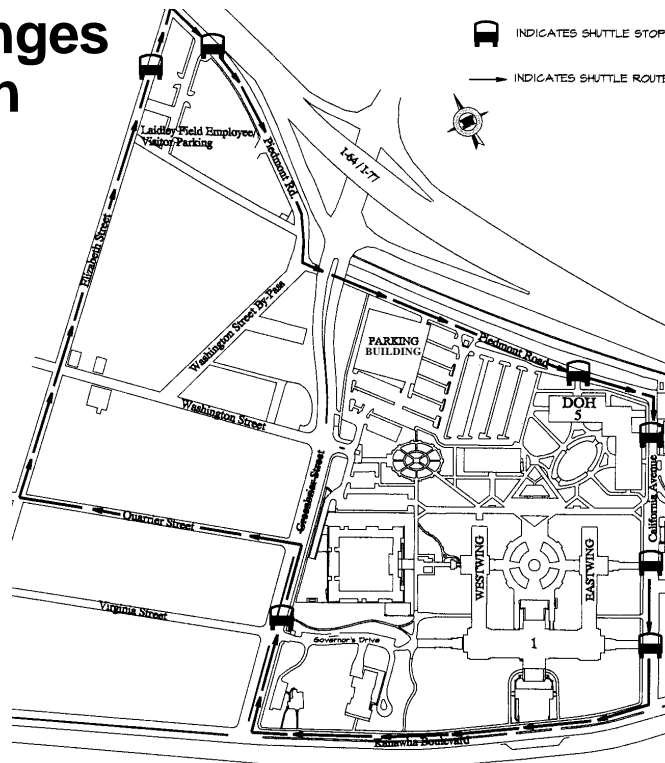 nges
n
INDICATES SHUTTLE STOP
INDICATES SHUTTLE ROUTE
Laidley Field Employee/
Visitor Parking
Piedmont Rd.
I-64 / I-77
Elizabeth Street
Washington Street By-Pass
PARKING
BUILDING
Piedmont Road
DOH
5
Washington Street
California Avenue
Greenbrier Street
Quarrier Street
WESTWING
EASTWING
Virginia Street
Governor's Drive
1
Kanawha Boulevard